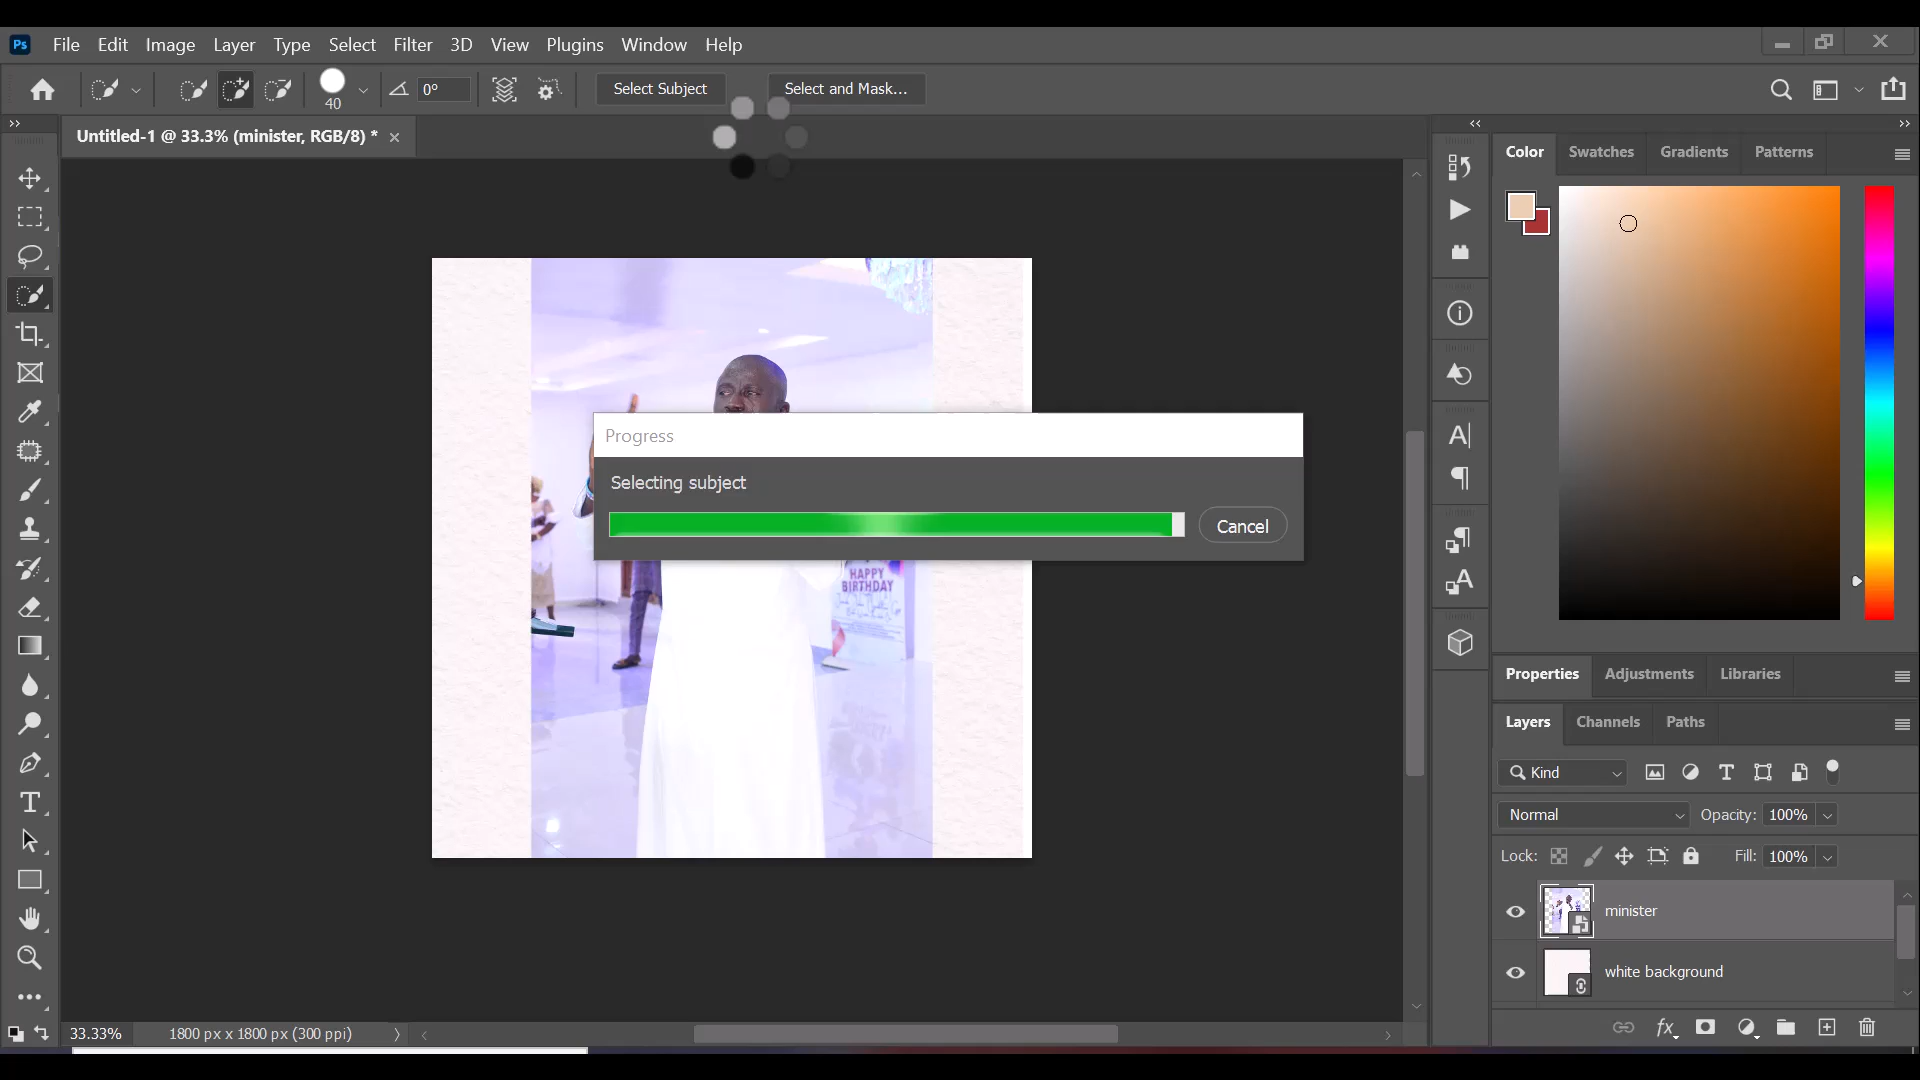 Ps File Edit Image Layer Type Select Filter 3D View Plugins Window Help
40 0° Select Subject Select and Mask...
Untitled-1 @ 33.3% (minister, RGB/8) *
Color Swatches Gradients Patterns
Progress
Selecting subject
Cancel
HAPPY
BIRTHDAY
Properties Adjustments Libraries
Layers Channels Paths
Kind
Normal Opacity: 100%
Lock: Fill: 100%
minister
white background
33.33% 1800 px x 1800 px (300 ppi)